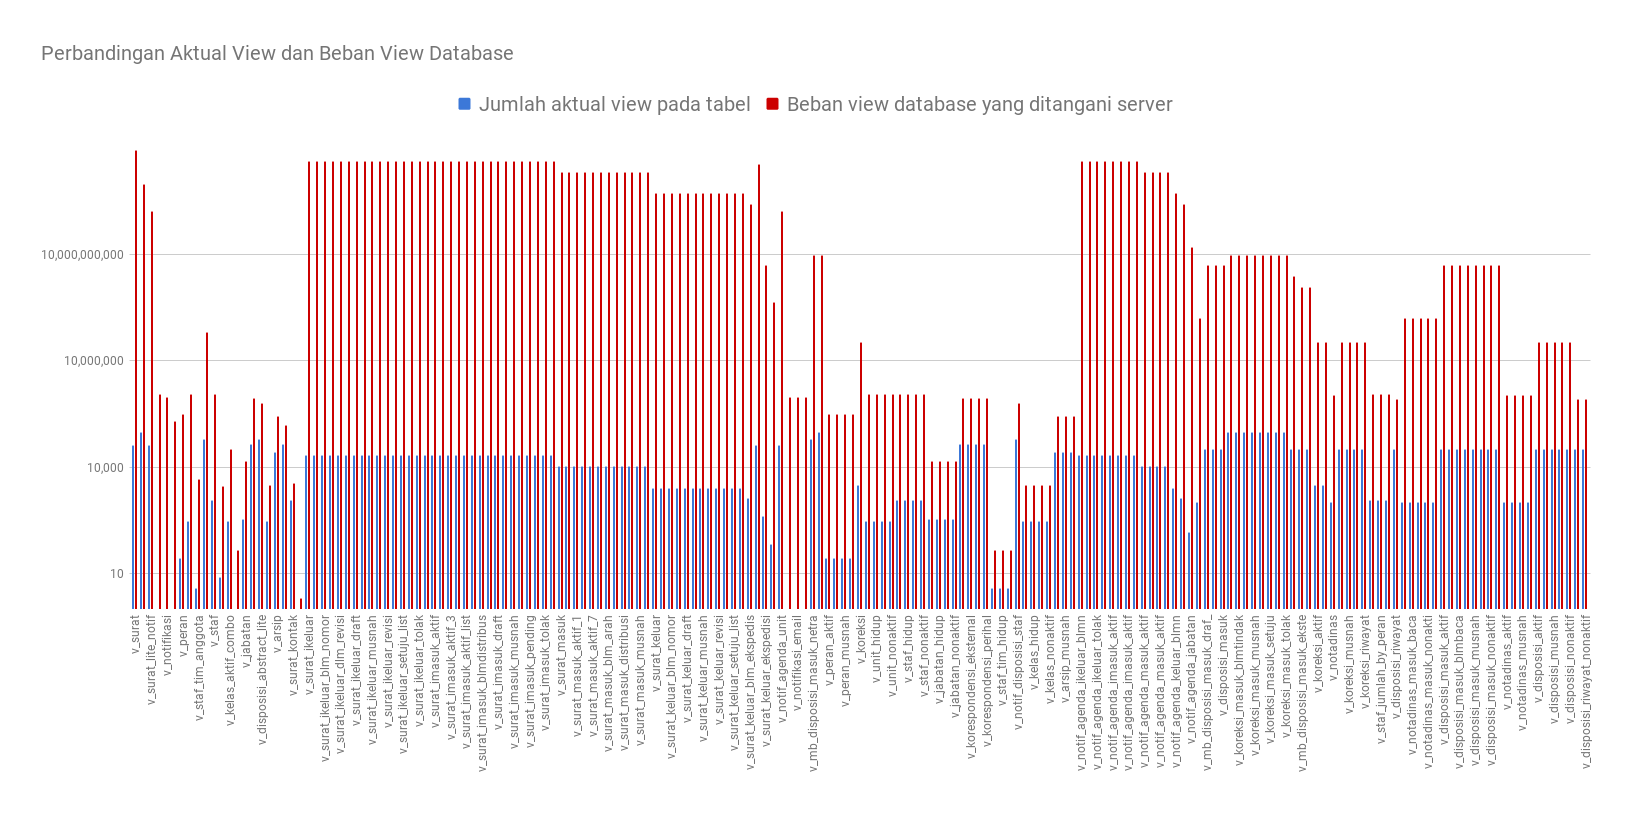 Perbandingan Aktual View dan Beban View Database
Jumlah aktual view pada tabel
Beban view database yang ditangani server
10,000,000,000
10,000,000
10,000
10
v_surat
v_surat_lite_notif
v_notifikasi
v_peran
v_staf_tim_anggota
v_staf
v_kelas_aktif_combo
v_jabatan
v_disposisi_abstract_lite
v_arsip
v_surat_kontak
v_surat_ikeluar
v_surat_ikeluar_blm_nomor
v_surat_ikeluar_dlm_revisi
v_surat_ikeluar_draft
v_surat_ikeluar_musnah
v_surat_ikeluar_revisi
v_surat_ikeluar_setuju_list
v_surat_ikeluar_tolak
v_surat_imasuk_aktif
v_surat_imasuk_aktif_3
v_surat_imasuk_aktif_list
v_surat_imasuk_blmdistribus
v_surat_imasuk_draft
v_surat_imasuk_musnah
v_surat_imasuk_pending
v_surat_imasuk_tolak
v_surat_masuk
v_surat_masuk_aktif_1
v_surat_masuk_aktif_7
v_surat_masuk_blm_arah
v_surat_masuk_distribusi
v_surat_masuk_musnah
v_surat_keluar
v_surat_keluar_blm_nomor
v_surat_keluar_draft
v_surat_keluar_musnah
v_surat_keluar_revisi
v_surat_keluar_setuju_list
v_surat_keluar_blm_ekspedis
v_surat_keluar_ekspedisi
v_notif_agenda_unit
v_notifikasi_email
v_mb_disposisi_masuk_netra
v_peran_aktif
v_peran_musnah
v_koreksi
v_unit_hidup
v_unit_nonaktif
v_staf_hidup
v_staf_nonaktif
v_jabatan_hidup
v_jabatan_nonaktif
v_korespondensi_eksternal
v_korespondensi_perihal
v_staf_tim_hidup
v_notif_disposisi_staf
v_kelas_hidup
v_kelas_nonaktif
v_arsip_musnah
v_notif_agenda_ikeluar_blmn
v_notif_agenda_ikeluar_tolak
v_notif_agenda_imasuk_aktif
v_notif_agenda_imasuk_aktif
v_notif_agenda_masuk_aktif
v_notif_agenda_masuk_aktif
v_notif_agenda_keluar_blmn
v_notif_agenda_jabatan
v_mb_disposisi_masuk_draf_
v_disposisi_masuk
v_koreksi_masuk_blmtindak
v_koreksi_masuk_musnah
v_koreksi_masuk_setuju
v_koreksi_masuk_tolak
v_mb_disposisi_masuk_ekste
v_koreksi_aktif
v_notadinas
v_koreksi_musnah
v_koreksi_riwayat
v_staf_jumlah_by_peran
v_disposisi_riwayat
v_notadinas_masuk_baca
v_notadinas_masuk_nonakti
v_disposisi_masuk_aktif
v_disposisi_masuk_blmbaca
v_disposisi_masuk_musnah
v_disposisi_masuk_nonaktif
v_notadinas_aktif
v_notadinas_musnah
v_disposisi_aktif
v_disposisi_musnah
v_disposisi_nonaktif
v_disposisi_riwayat_nonaktif